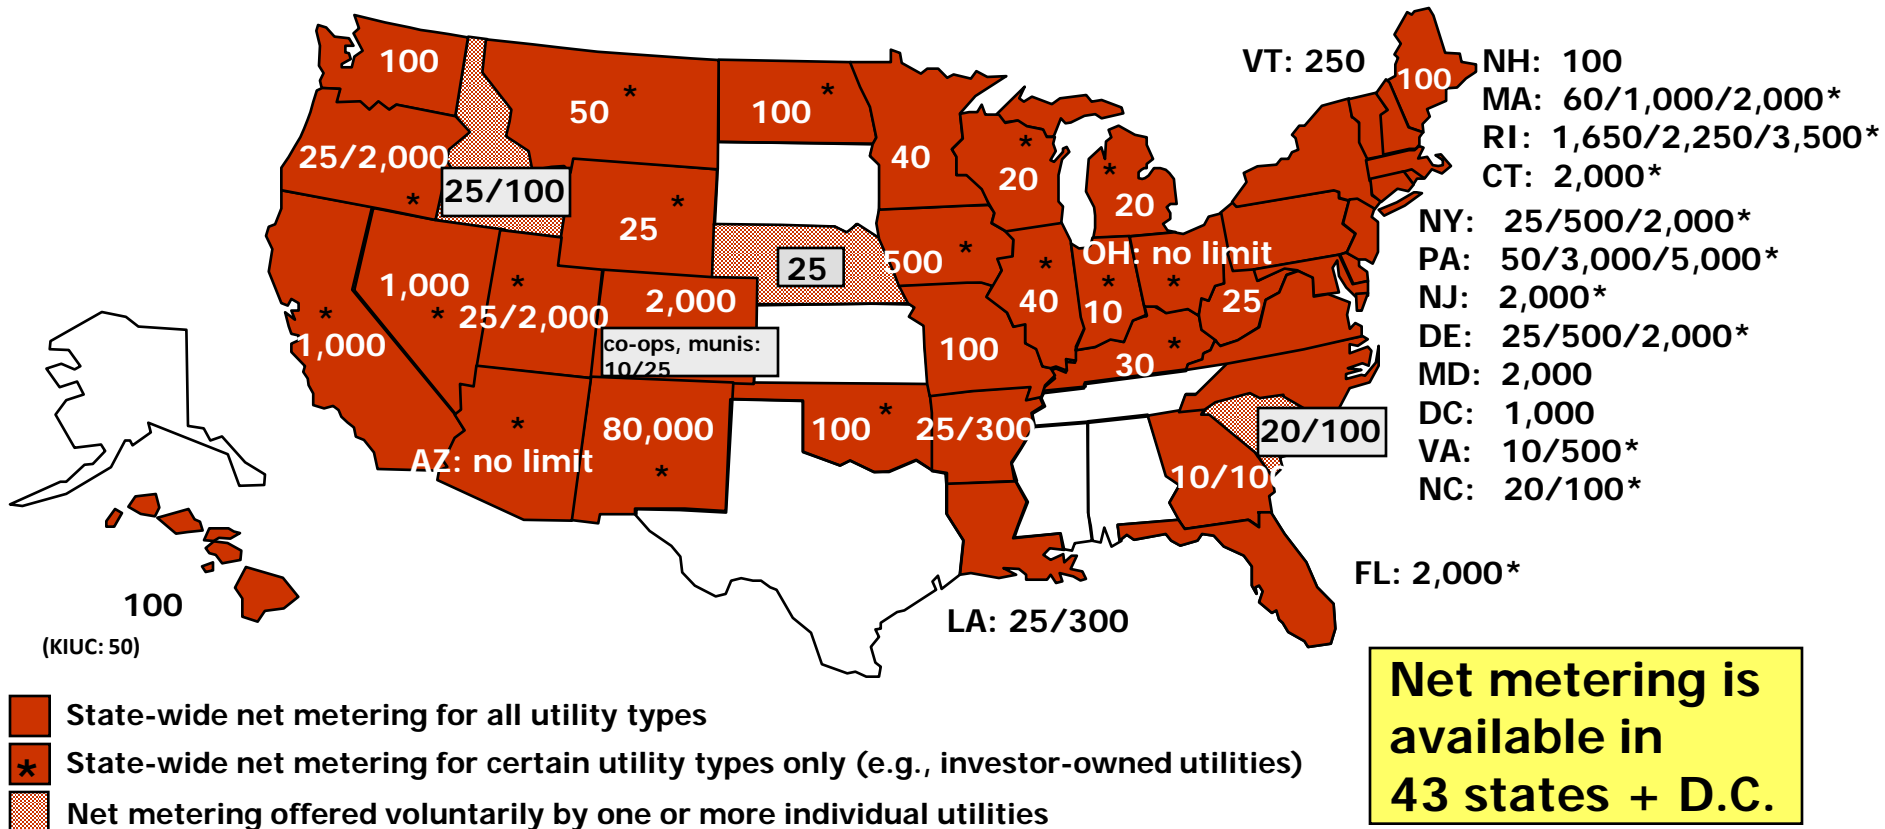 100
50 *
100 *
25/2,000
*
25/100
25 *
40
*
20
*
20
100
VT: 250
NH: 100
MA: 60/1,000/2,000*
RI: 1,650/2,250/3,500*
CT: 2,000*
NY: 25/500/2,000*
PA: 50/3,000/5,000*
NJ: 2,000*
DE: 25/500/2,000*
MD: 2,000
DC: 1,000
VA: 10/500*
NC: 20/100*
1,000
*
*
1,000
*
25/2,000
2,000
co-ops, munis:
10/25
25
500 *
*
40
OH: no limit
*
10
*
25
100
*
30
*
AZ: no limit
80,000
*
100 *
25/300
20/100
10/100
FL: 2,000*
LA: 25/300
100
(KIUC: 50)
State-wide net metering for all utility types
* State-wide net metering for certain utility types only (e.g., investor-owned utilities)
Net metering offered voluntarily by one or more individual utilities
Net metering is
available in
43 states + D.C.